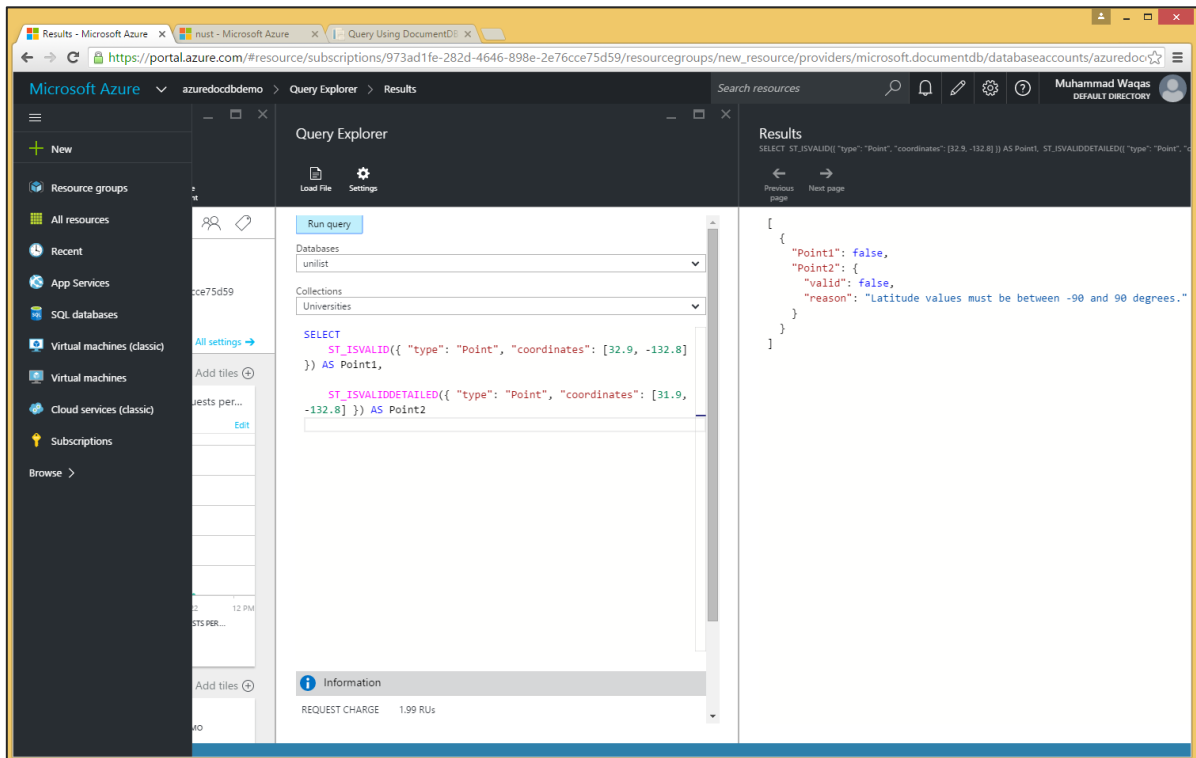 Results - Microsoft Azure
nust - Microsoft Azure
Query Using DocumentDB
https://portal.azure.com/#resource/subscriptions/973ad1fe-282d-4646-898e-2e76cce75d59/resourcegroups/new_resource/providers/microsoft.documentdb/databaseaccounts/azuredoc
Microsoft Azure azuredocdbdemo > Query Explorer > Results
Search resources
Muhammad Waqas
DEFAULT DIRECTORY
New
Resource groups
All resources
Recent
App Services
SQL databases
Virtual machines (classic)
Virtual machines
Cloud services (classic)
Subscriptions
Browse >
cce75d59
All settings →
Add tiles
uests per...
Edit
12 PM
STS PER...
Add tiles
MO
Query Explorer
Load File
Settings
Run query
Databases
unilist
Collections
Universities
SELECT
ST_ISVALID({ "type": "Point", "coordinates": [32.9, -132.8]
}) AS Point1,
ST_ISVALIDDETAILED({ "type": "Point", "coordinates": [31.9,
-132.8] }) AS Point2
Information
REQUEST CHARGE 1.99 RUs
Results
SELECT ST_ISVALID({ "type": "Point", "coordinates": [32.9, -132.8] }) AS Point1, ST_ISVALIDDETAILED({ "type": "Point", "c
Previous page
Next page
[
{
"Point1": false,
"Point2": {
"valid": false,
"reason": "Latitude values must be between -90 and 90 degrees."
}
}
]